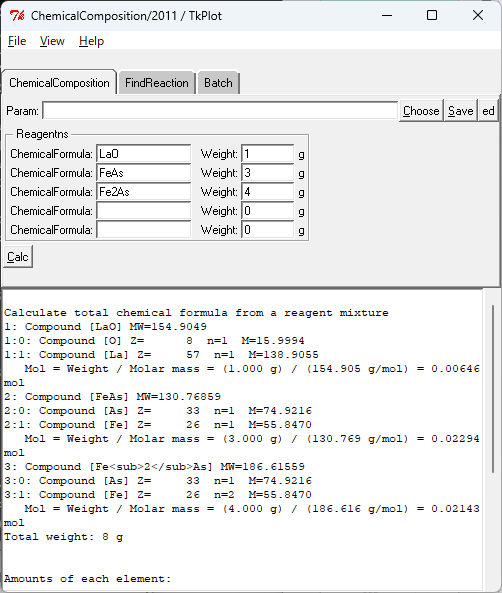 ChemicalComposition/2011 / TkPlot
File View Help
ChemicalComposition FindReaction Batch
Param: Choose Save ed
Reagentns
ChemicalFormula: LaO Weight: 1 g
ChemicalFormula: FeAs Weight: 3 g
ChemicalFormula: Fe2As Weight: 4 g
ChemicalFormula: Weight: 0 g
ChemicalFormula: Weight: 0 g
Calc
Calculate total chemical formula from a reagent mixture
1: Compound [LaO] MW=154.9049
1:0: Compound [O] Z= 8 n=1 M=15.9994
1:1: Compound [La] Z= 57 n=1 M=138.9055
Mol = Weight / Molar mass = (1.000 g) / (154.905 g/mol) = 0.00646
mol
2: Compound [FeAs] MW=130.76859
2:0: Compound [As] Z= 33 n=1 M=74.9216
2:1: Compound [Fe] Z= 26 n=1 M=55.8470
Mol = Weight / Molar mass = (3.000 g) / (130.769 g/mol) = 0.02294
mol
3: Compound [Fe<sub>2</sub>As] MW=186.61559
3:0: Compound [As] Z= 33 n=1 M=74.9216
3:1: Compound [Fe] Z= 26 n=2 M=55.8470
Mol = Weight / Molar mass = (4.000 g) / (186.616 g/mol) = 0.02143
mol
Total weight: 8 g
Amounts of each element: